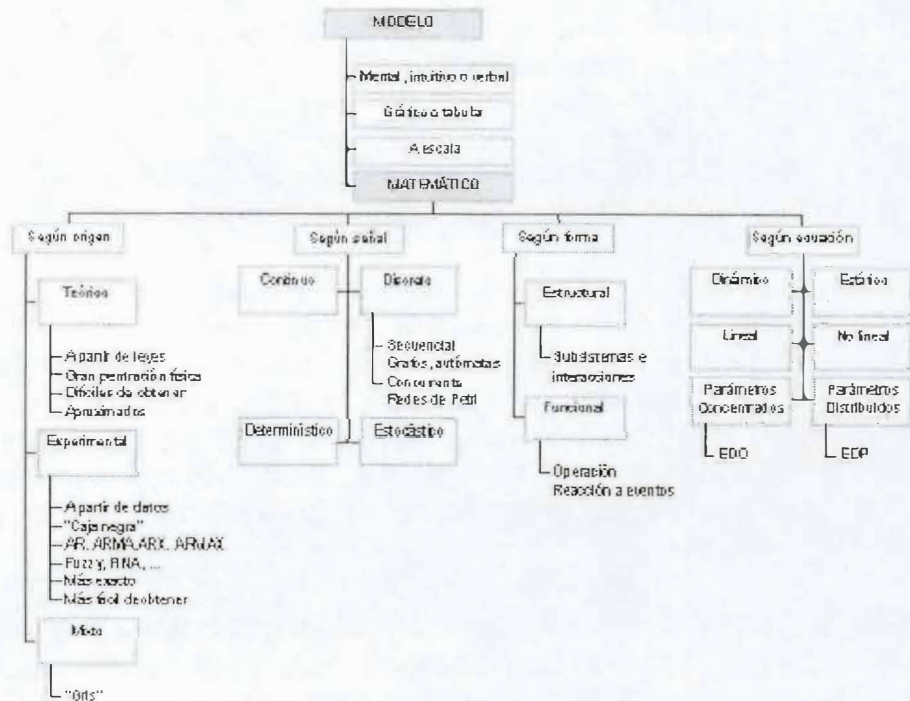 MODELO
Mental, intuitivo o verbal
Gráfico o tabular
A escala
MATEMÁTICO
Según origen
Teórico
A partir de leyes
Gran penetración física
Difíciles de obtener
Aproximados
Experimental
A partir de datos
"Caja negra"
AR, ARMA, ARX, ARMAX
Fuzzy, RNA, ...
Más exacto
Más fácil de obtener
Mixto
"Gris"
Según señal
Continuo
Discreto
Secuencial
Grafos, autómatas
Concurrente
Redes de Petri
Determinístico
Estocástico
Según forma
Estructural
Subsistemas e
interacciones
Funcional
Operación
Reacción a eventos
Según ecuación
Dinámico
Estático
Lineal
No lineal
Parámetros
Concentrados
Parámetros
Distribuidos
EDO
EDP